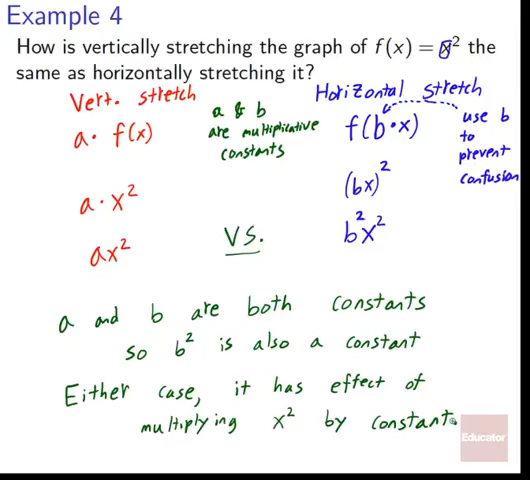 Example 4
How is vertically stretching the graph of f(x) = x² the
same as horizontally stretching it?
Vert. stretch
a · f(x)
a · x²
ax²
a & b
are multiplicative
constants
VS.
Horizontal stretch
f(b · x)
(bx)²
b²x²
use b
to
prevent
confusion
a and b are both constants
so b² is also a constant
Either case, it has effect of
multiplying x² by constant.
Educator